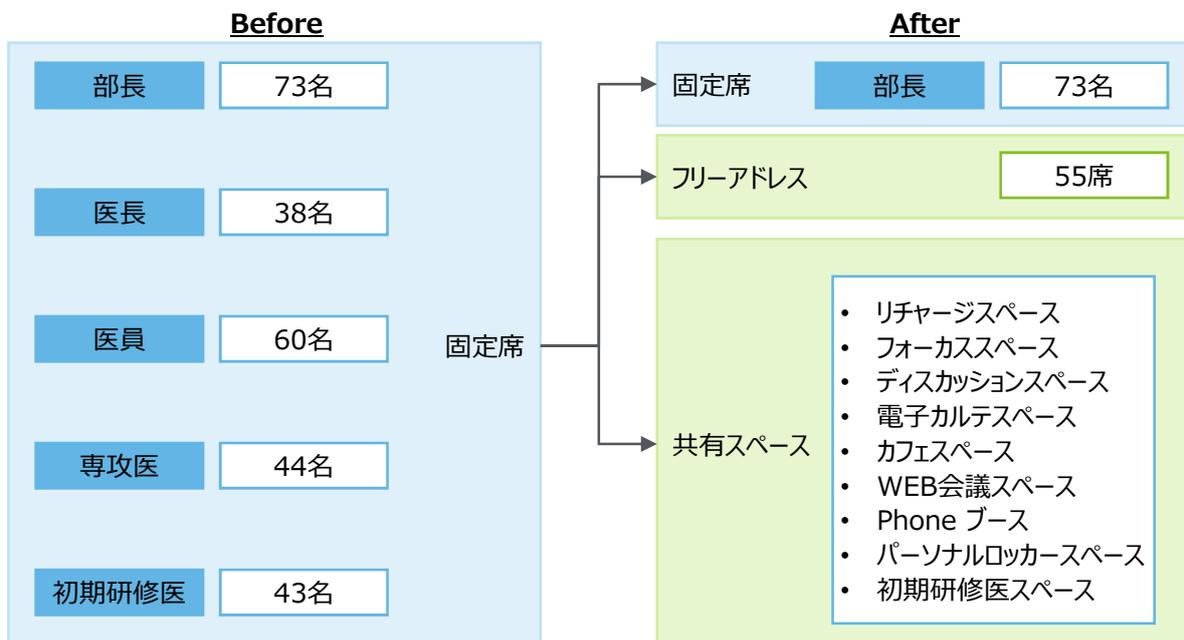 Before
部長
73名
医長
38名
医員
60名
専攻医
44名
初期研修医
43名
固定席
After
固定席
部長
73名
フリーアドレス
55席
共有スペース
• リチャージスペース
• フォーカススペース
• ディスカッションスペース
• 電子カルテスペース
• カフェスペース
• WEB会議スペース
• Phone ブース
• パーソナルロッカースペース
• 初期研修医スペース